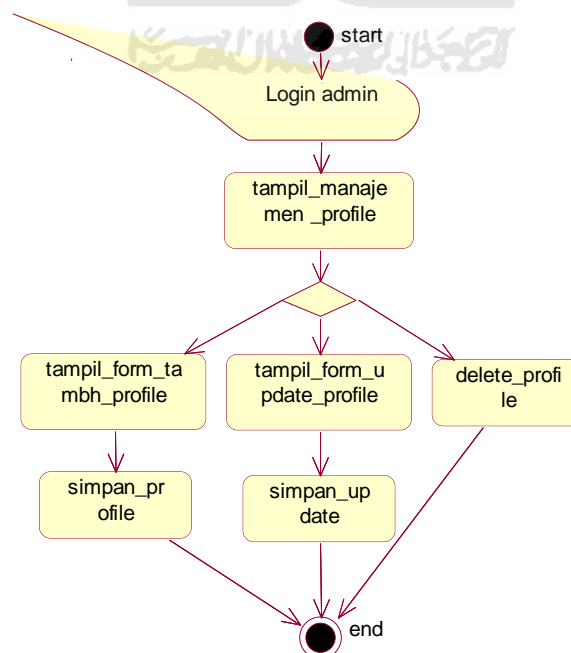 start
Login admin
tampil_manaje
men _profile
tampil_form_ta
mbh_profile
tampil_form_u
pdate_profile
delete_profi
le
simpan_pr
ofile
simpan_up
date
end